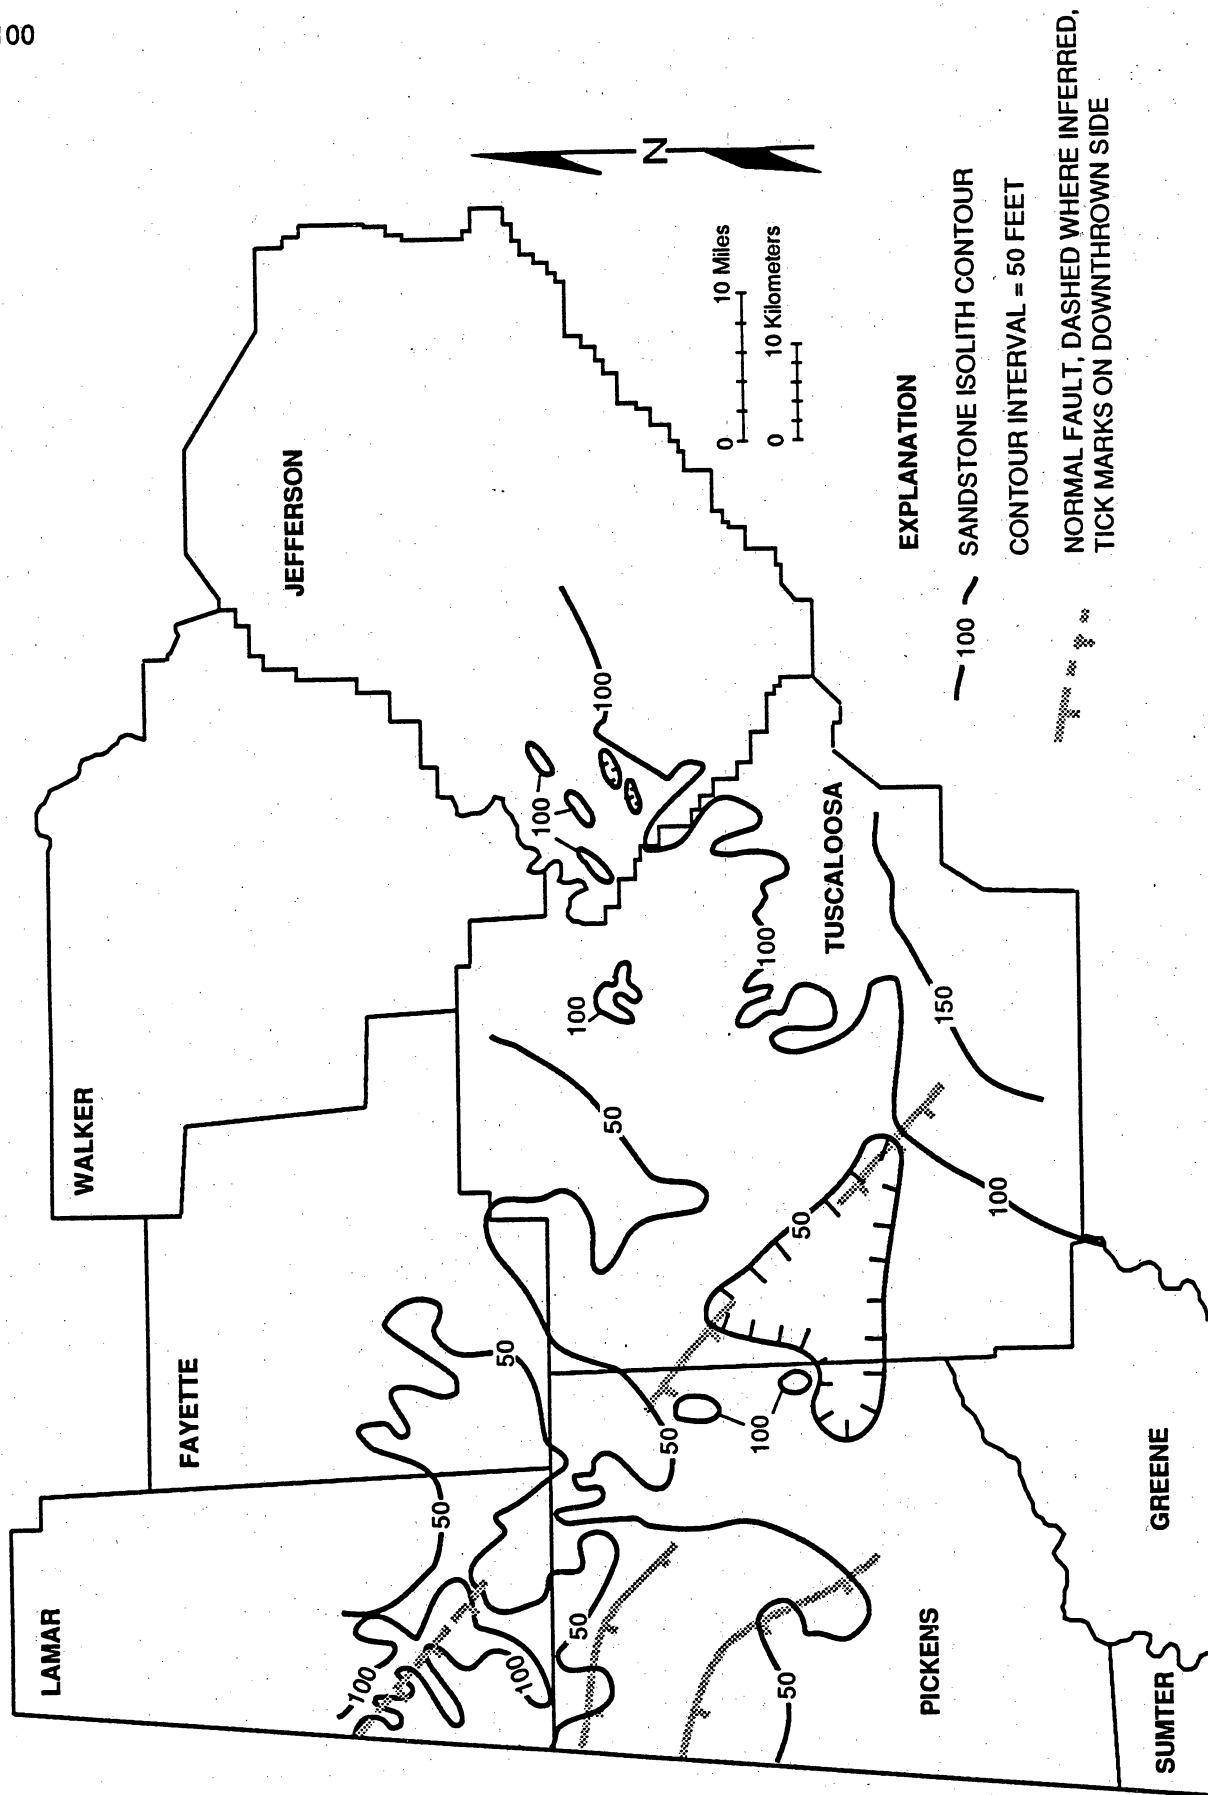 100
LAMAR
FAYETTE
WALKER
JEFFERSON
TUSCALOOSA
PICKENS
GREENE
SUMTER
100
100
50
50
50
50
50
100
50
50
100
100
100
100
100
150
N
0 10 Miles
0 10 Kilometers
EXPLANATION
100 SANDSTONE ISOLITH CONTOUR
CONTOUR INTERVAL = 50 FEET
NORMAL FAULT, DASHED WHERE INFERRED,
TICK MARKS ON DOWNTHROWN SIDE